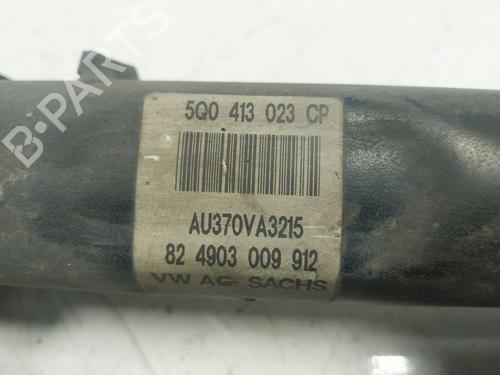 5Q0 413 023 CP
AU370VA3215
82 4903 009 912
VW AG SACHS
B-Parts